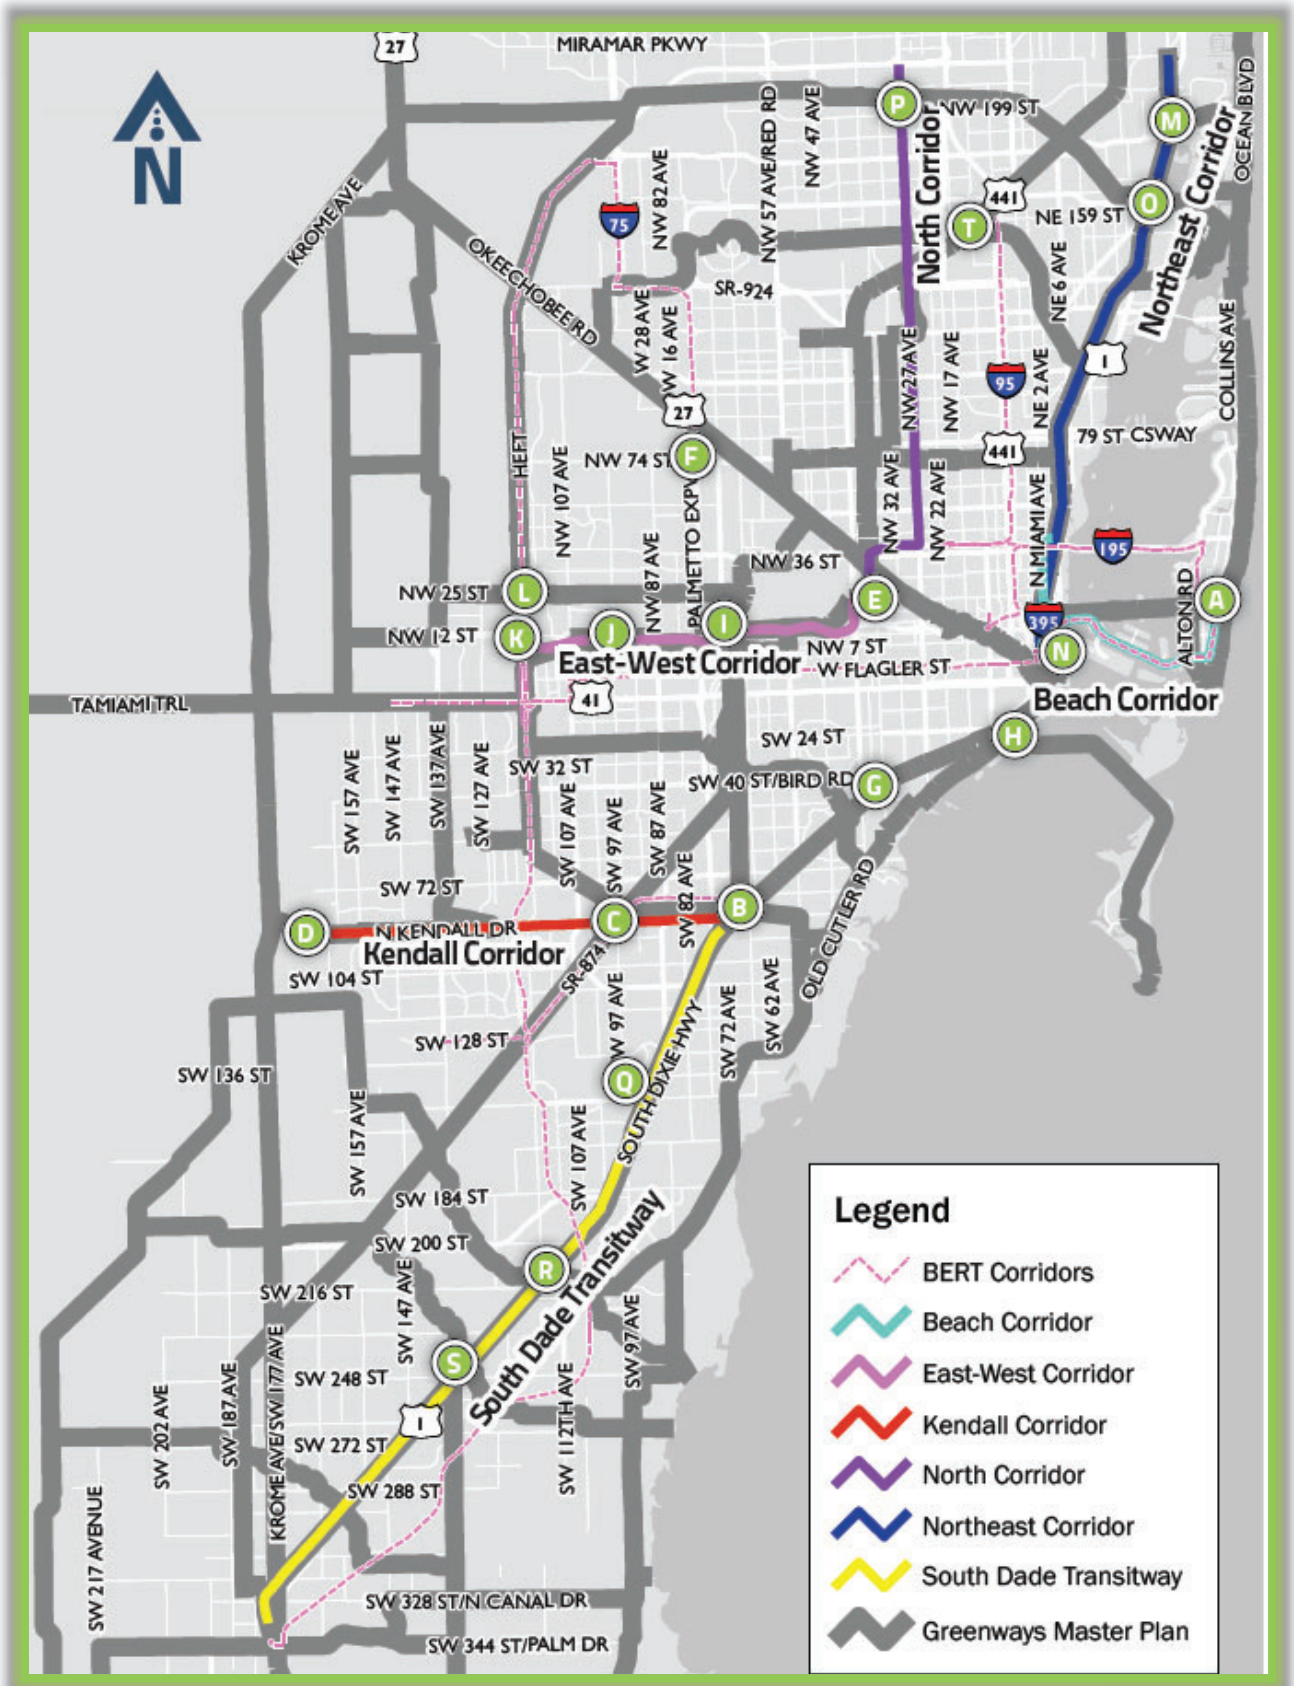 27
MIRAMAR PKWY
OCEAN BLVD
N
P
NW 199 ST
M
KROME AVE
NW 82 AVE
NW 57 AVE/RED RD
NW 47 AVE
North Corridor
441
75
T
NE 159 ST
O
Northeast Corridor
OKEECHOBEE RD
SR-924
NE 6 AVE
W 28 AVE
W 16 AVE
NW 27 AVE
NW 17 AVE
NE 2 AVE
1
COLLINS AVE
95
27
HEFT
NW 107 AVE
NW 74 ST
F
441
79 ST CSWAY
PALMETTO EXPY
NW 32 AVE
NW 22 AVE
N MIAMI AVE
195
NW 87 AVE
NW 36 ST
NW 25 ST
L
E
A
ALTON RD
395
NW 12 ST
K
J
I
NW 7 ST
N
East-West Corridor
W FLAGLER ST
TAMIAMI TRL
41
Beach Corridor
H
SW 24 ST
SW 157 AVE
SW 147 AVE
SW 137 AVE
SW 127 AVE
SW 32 ST
SW 40 ST/BIRD RD
G
SW 107 AVE
SW 97 AVE
SW 87 AVE
SW 72 ST
SW 82 AVE
B
OLD CUTLER RD
D
N KENDALL DR
C
Kendall Corridor
SW 104 ST
SR-874
SW 97 AVE
SW 72 AVE
SW 62 AVE
SW 128 ST
SW 136 ST
Q
SOUTH DIXIE HWY
SW 157 AVE
SW 107 AVE
SW 184 ST
SW 200 ST
R
South Dade Transitway
SW 216 ST
SW 147 AVE
SW 97 AVE
S
SW 248 ST
SW 202 AVE
SW 187 AVE
KROME AVE/SW 177 AVE
1
SW 112TH AVE
SW 272 ST
SW 288 ST
SW 217 AVENUE
SW 328 ST/N CANAL DR
SW 344 ST/PALM DR
Legend
BERT Corridors
Beach Corridor
East-West Corridor
Kendall Corridor
North Corridor
Northeast Corridor
South Dade Transitway
Greenways Master Plan